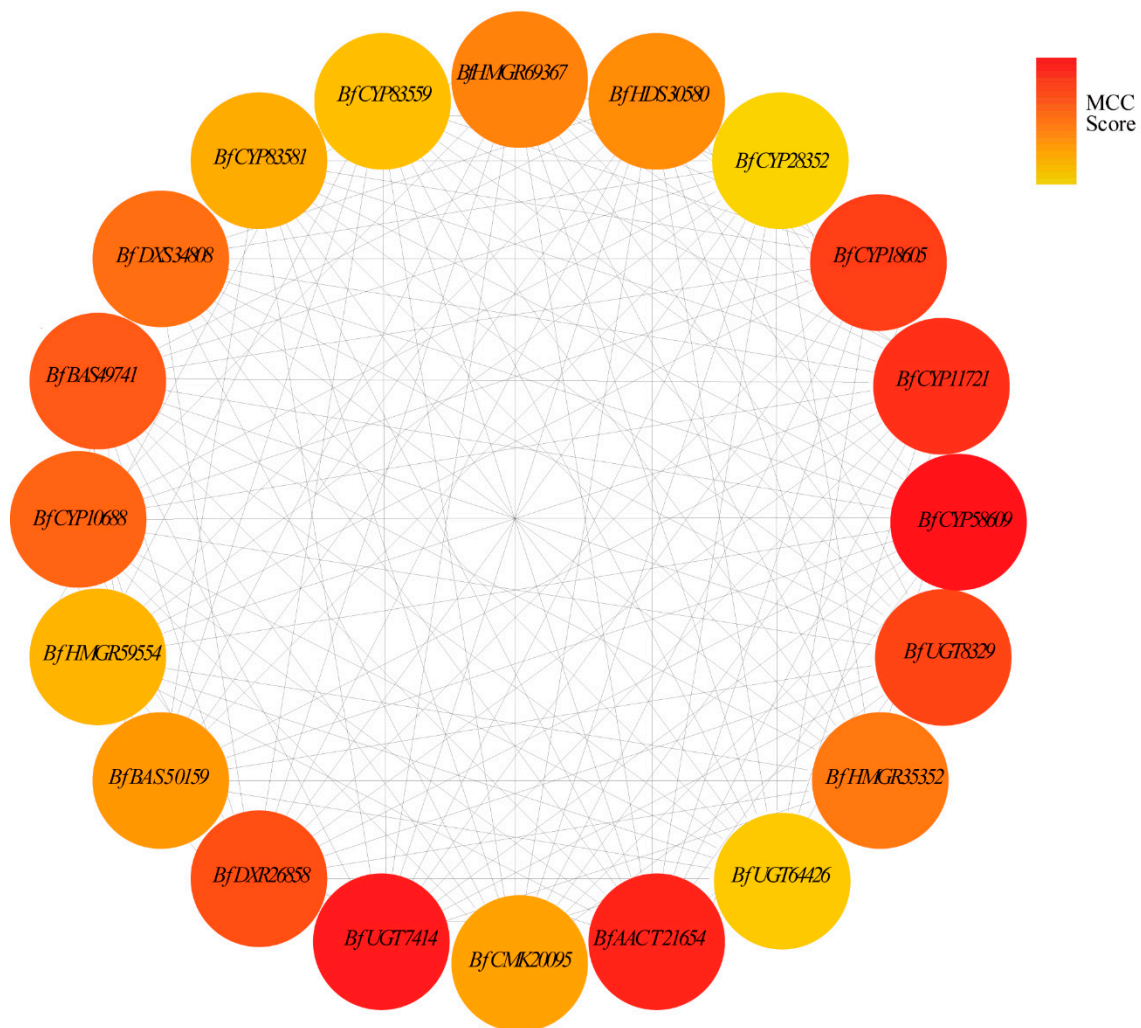 BfHMGR69367
BfCYP83559
BfHDS30580
BfCYP83581
BfCYP28352
BfDXS34808
BfCYP18605
BfBAS49741
BfCYP11721
BfCYP10688
BfCYP58609
BfHMGR59554
BfUGT8329
BfBAS50159
BfHMGR35352
BfDXR26858
BfUGT64426
BfUGT7414
BfCMK20095
BfAACT21654
MCC
Score